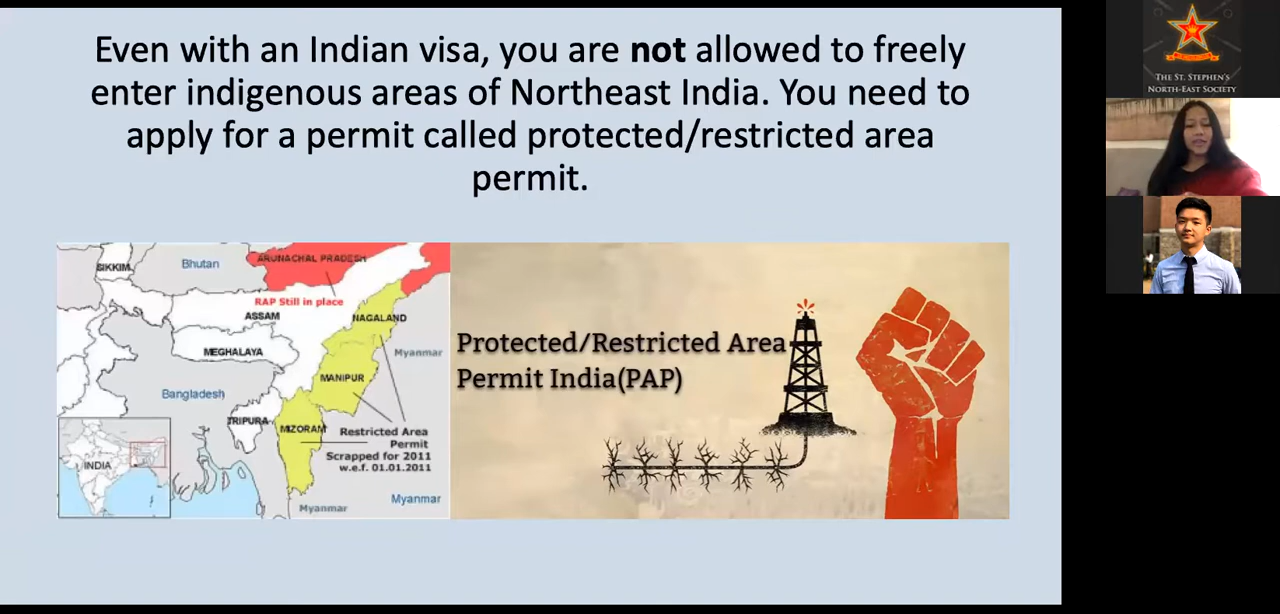 Even with an Indian visa, you are not allowed to freely
enter indigenous areas of Northeast India. You need to
apply for a permit called protected/restricted area
permit.
SIKKIM
Bhutan
ARUNACHAL PRADESH
RAP Still in place
ASSAM
NAGALAND
MEGHALAYA
Myanmar
MANIPUR
Bangladesh
TRIPURA
MIZORAM
Restricted Area
Permit
Scrapped for 2011
w.e.f. 01.01.2011
INDIA
Myanmar
Myanmar
Protected/Restricted Area
Permit India(PAP)
THE ST. STEPHEN'S
NORTH-EAST SOCIETY